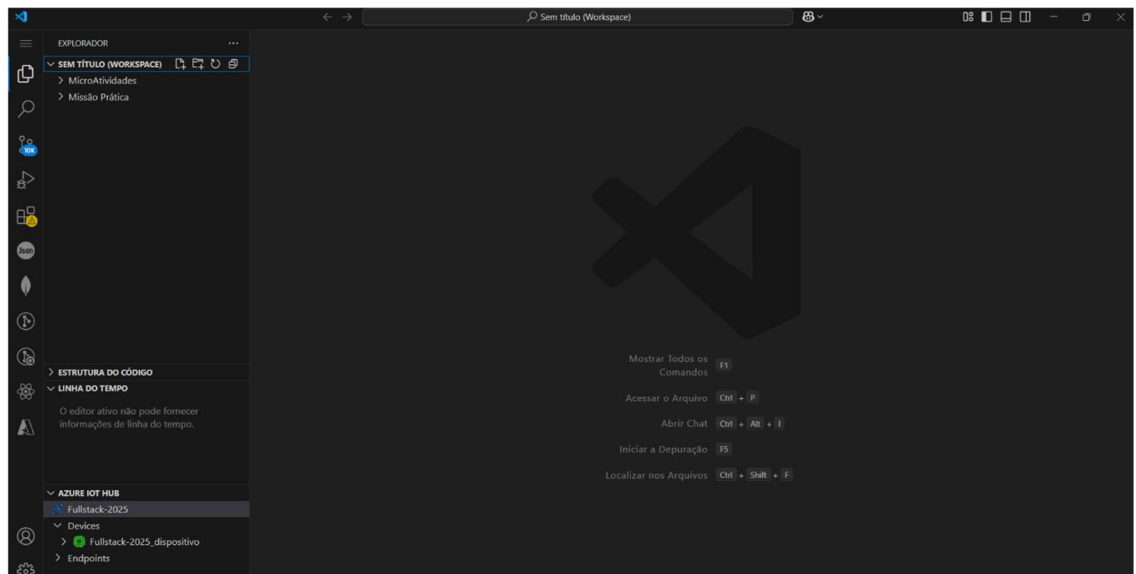 Sem título (Workspace)
EXPLORADOR
SEM TÍTULO (WORKSPACE)
MicroAtividades
Missão Prática
10K
Json
ESTRUTURA DO CÓDIGO
LINHA DO TEMPO
O editor ativo não pode fornecer
informações de linha do tempo.
AZURE IOT HUB
Fullstack-2025
Devices
Fullstack-2025_dispositivo
Endpoints
Mostrar Todos os
Comandos F1
Acessar o Arquivo Ctrl + P
Abrir Chat Ctrl + Alt + I
Iniciar a Depuração F5
Localizar nos Arquivos Ctrl + Shift + F